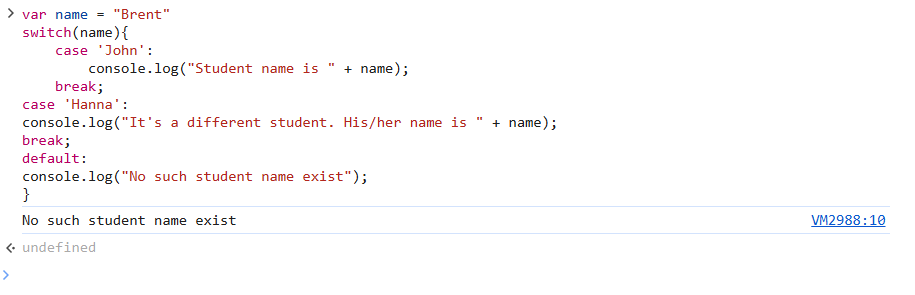 var name = "Brent"
switch(name){
    case 'John':
        console.log("Student name is " + name);
    break;
case 'Hanna':
console.log("It's a different student. His/her name is " + name);
break;
default:
console.log("No such student name exist");
}
No such student name exist VM2988:10
undefined